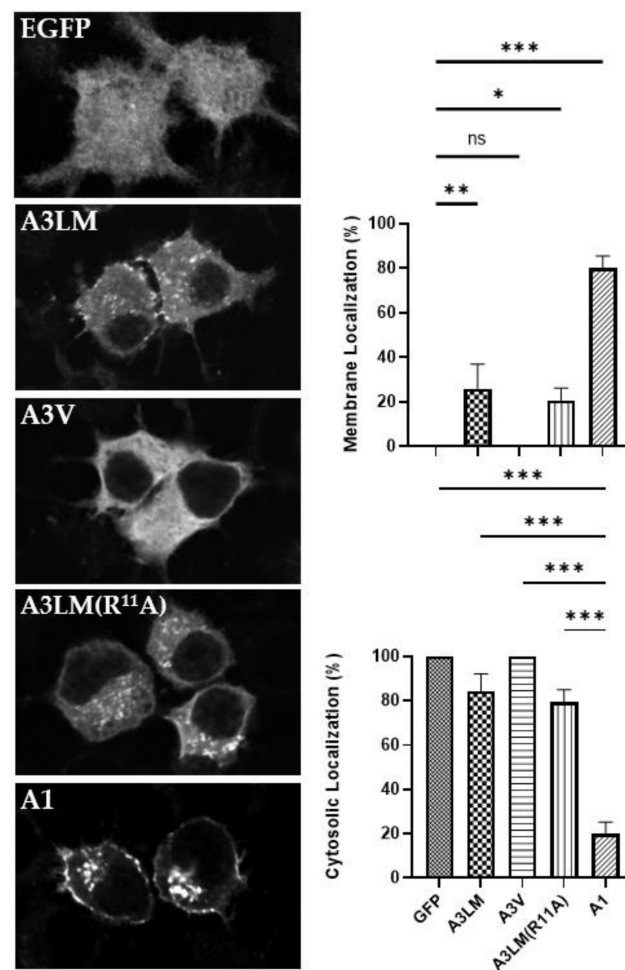 EGFP
A3LM
A3V
A3LM(R¹¹A)
A1
***
*
ns
**
Membrane Localization (%)
100
80
60
40
20
0
***
***
***
***
Cytosolic Localization (%)
100
80
60
40
20
0
GFP
A3LM
A3V
A3LM(R11A)
A1